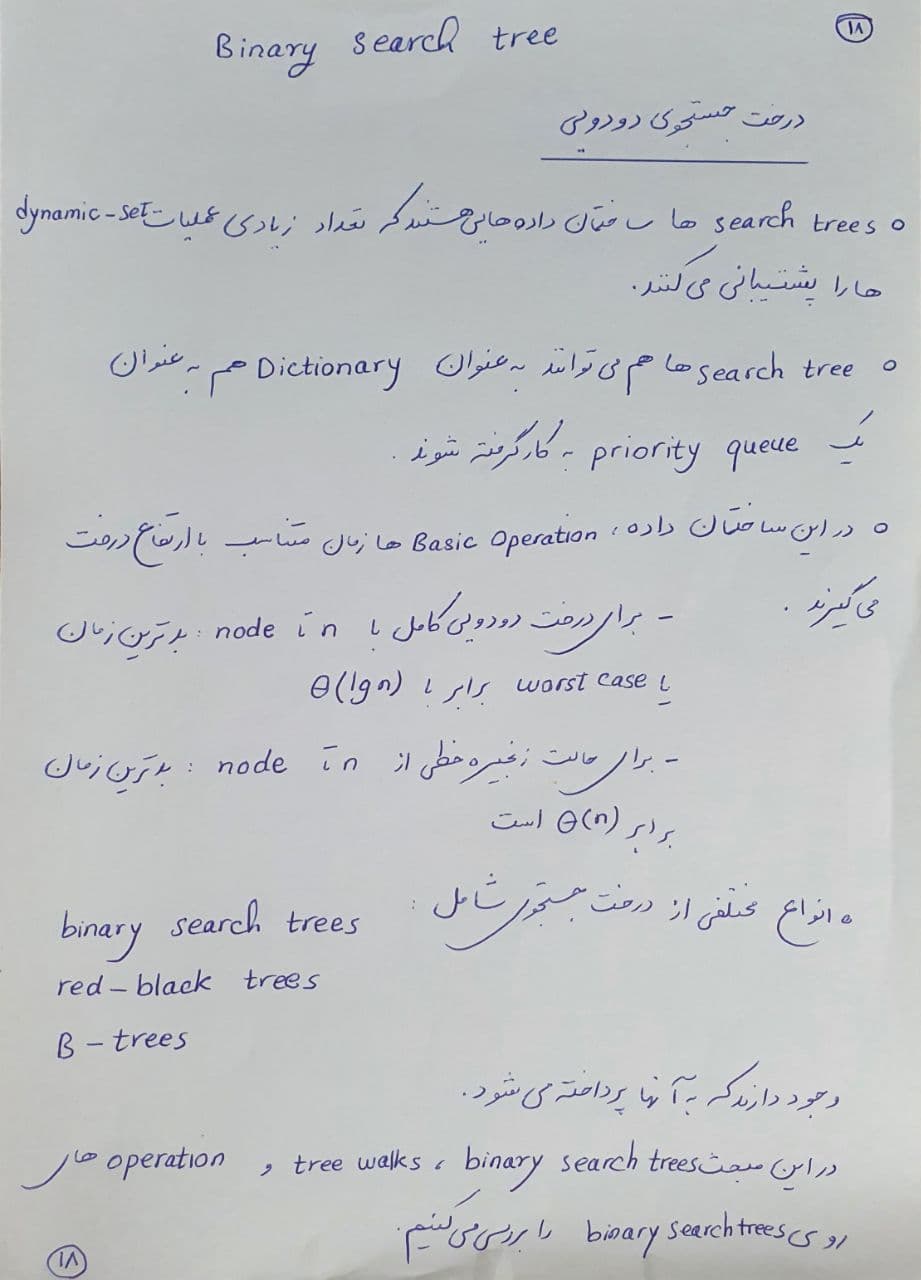 ۱۸
Binary search tree
درخت جستجوی دودویی
o search trees ها ساختمان داده هایی هستند که تعداد زیادی عملیات dynamic-set
ها را پشتیبانی می کنند.
o search tree ها هم می توانند به عنوان Dictionary هم به عنوان
یک priority queue به کار گرفته شوند.
o در این ساختمان داده، Basic Operation ها زمان متناسب با ارتفاع درخت
می گیرند.
- برای درخت دودویی کامل با n تا node : بدترین زمان
یا worst case برابر با θ(lgn)
- برای حالت زنجیره خطی از n تا node : بدترین زمان
برابر θ(n) است
o انواع مختلفی از درخت جستجوی شامل :
binary search trees
red-black trees
B-trees
وجود دارند که به آنها پرداخته می شود.
در این مبحث binary search trees، tree walks و operation های
روی binary search trees را بررسی می کنیم.
۱۸